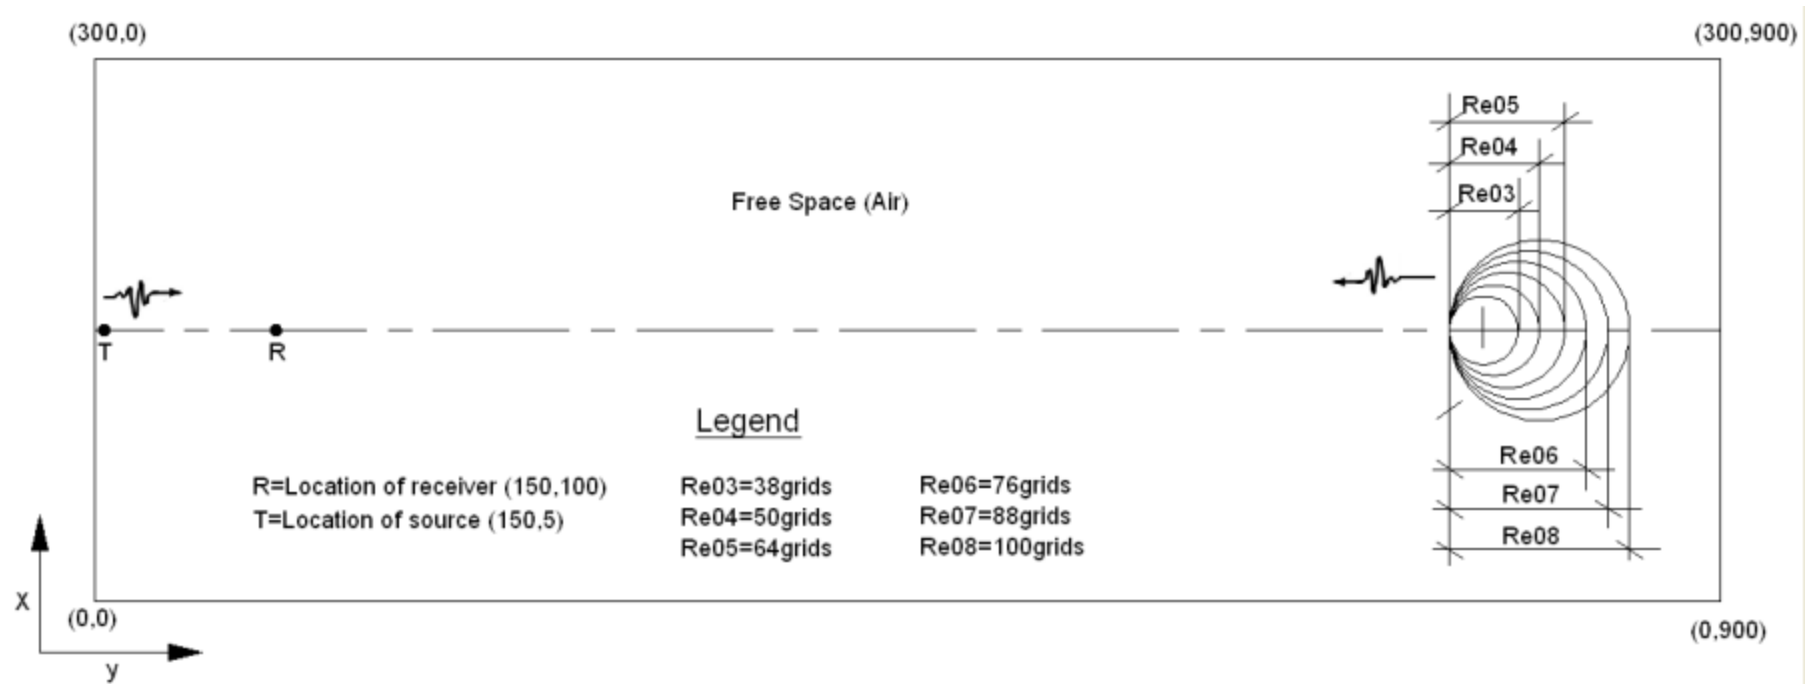 (300,0)
(300,900)
Re05
Re04
Re03
Free Space (Air)
T
R
Legend
R=Location of receiver (150,100)
T=Location of source (150,5)
Re03=38grids
Re04=50grids
Re05=64grids
Re06=76grids
Re07=88grids
Re08=100grids
Re06
Re07
Re08
X
y
(0,0)
(0,900)